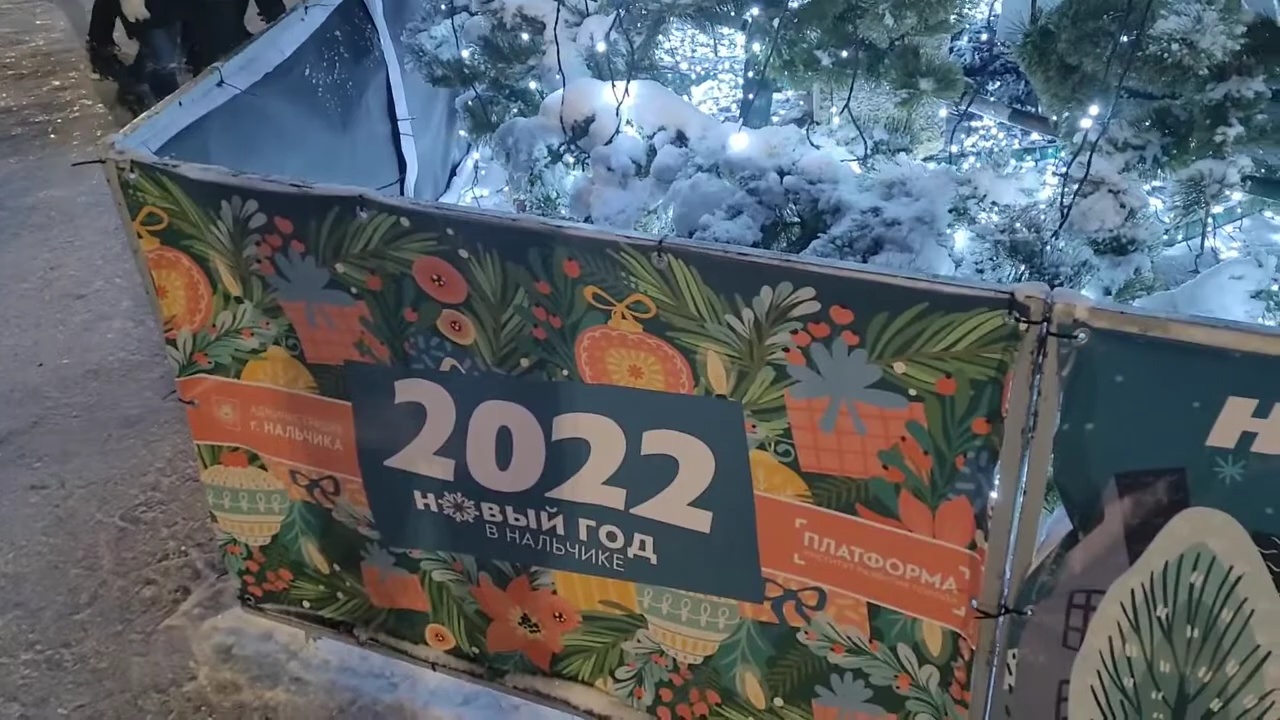 АДМИНИСТРАЦИЯ
г. НАЛЬЧИКА
2022
НОВЫЙ ГОД
В НАЛЬЧИКЕ
ПЛАТФОРМА
Н